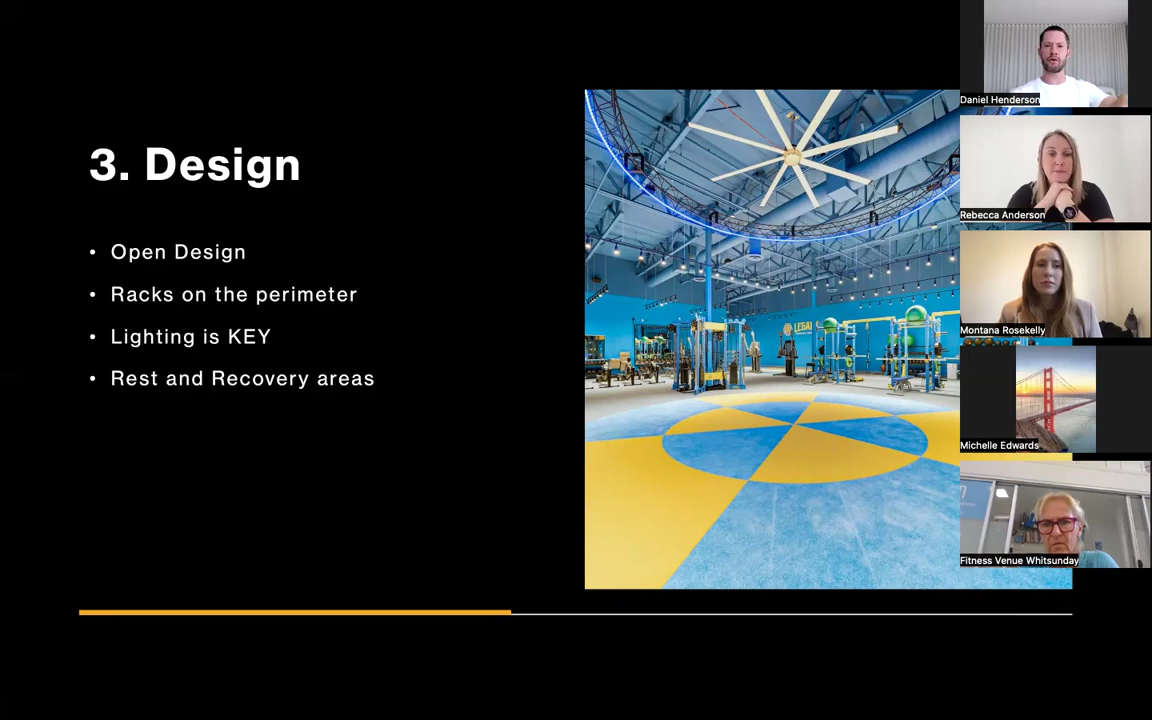 3. Design
• Open Design
• Racks on the perimeter
• Lighting is KEY
• Rest and Recovery areas
Daniel Henderson
Rebecca Anderson
Montana Rosekelly
Michelle Edwards
Fitness Venue Whitsunday